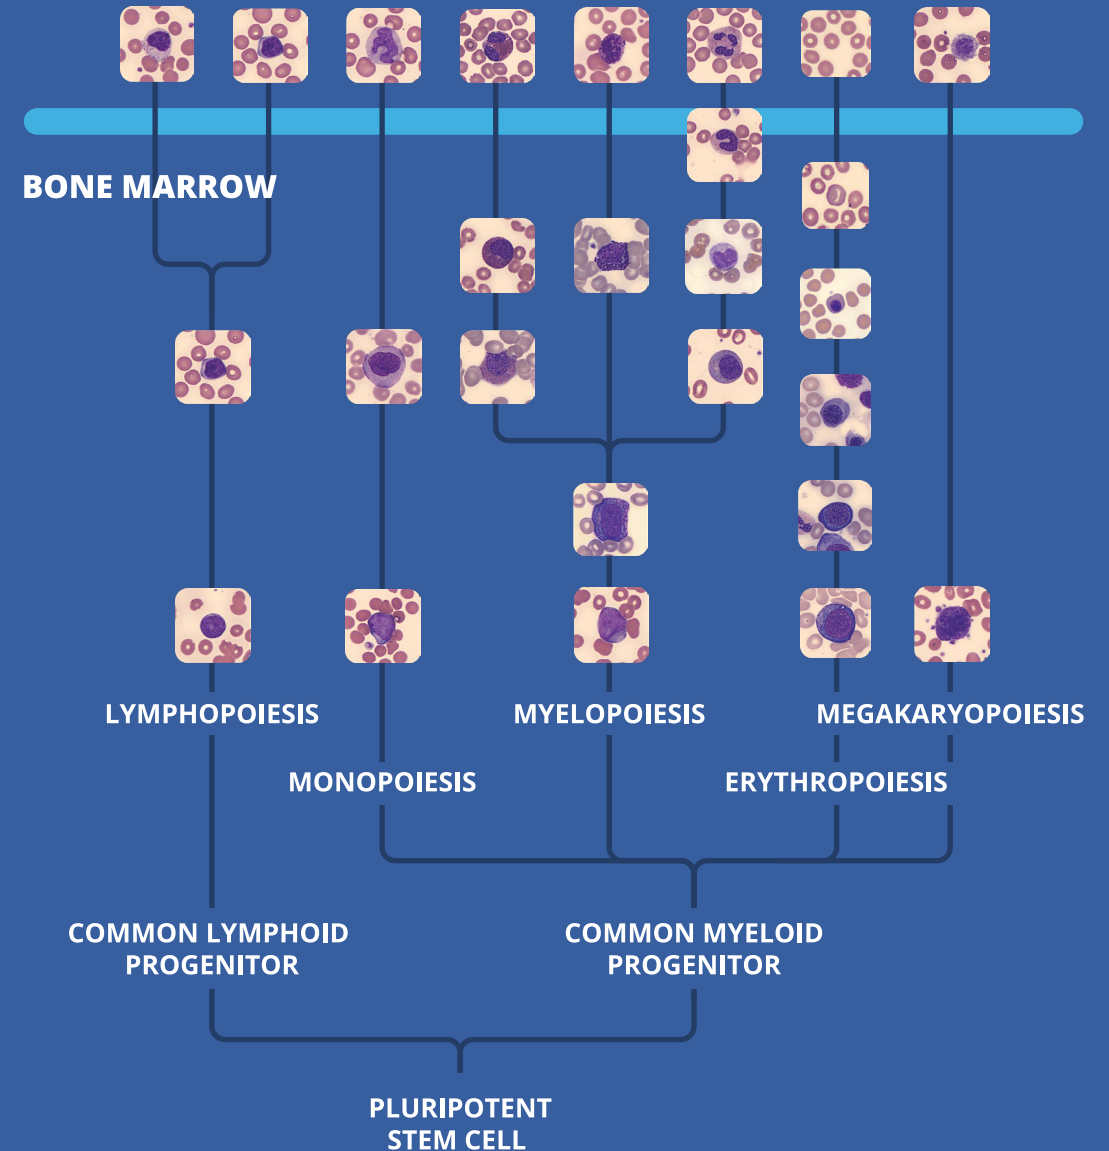 BONE MARROW
LYMPHOPOIESIS
MYELOPOIESIS
MEGAKARYOPOIESIS
MONOPOIESIS
ERYTHROPOIESIS
COMMON LYMPHOID
PROGENITOR
COMMON MYELOID
PROGENITOR
PLURIPOTENT
STEM CELL